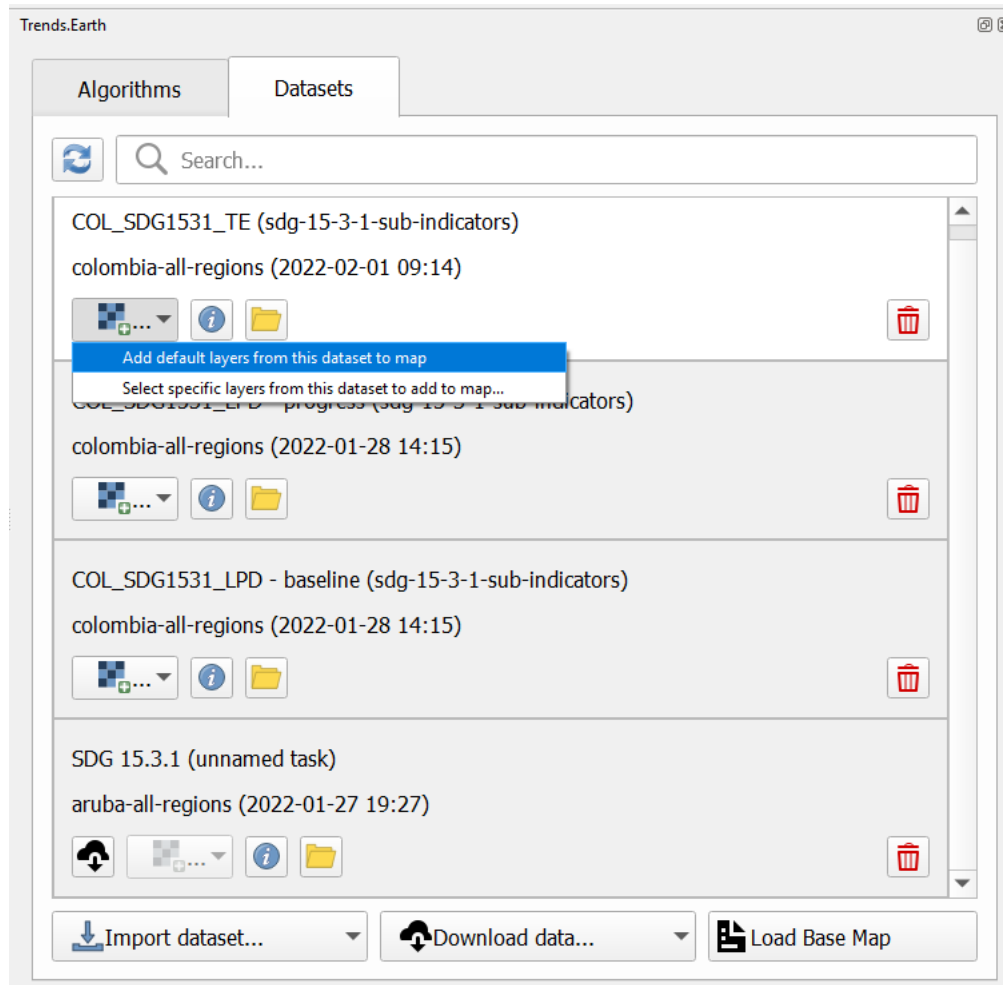 Trends.Earth
Algorithms
Datasets
Search...
COL_SDG1531_TE (sdg-15-3-1-sub-indicators)
colombia-all-regions (2022-02-01 09:14)
...
Add default layers from this dataset to map
Select specific layers from this dataset to add to map...
COL_SDG1531_LPD - progress (sdg-15-3-1-sub-indicators)
colombia-all-regions (2022-01-28 14:15)
...
COL_SDG1531_LPD - baseline (sdg-15-3-1-sub-indicators)
colombia-all-regions (2022-01-28 14:15)
...
SDG 15.3.1 (unnamed task)
aruba-all-regions (2022-01-27 19:27)
...
Import dataset...
Download data...
Load Base Map